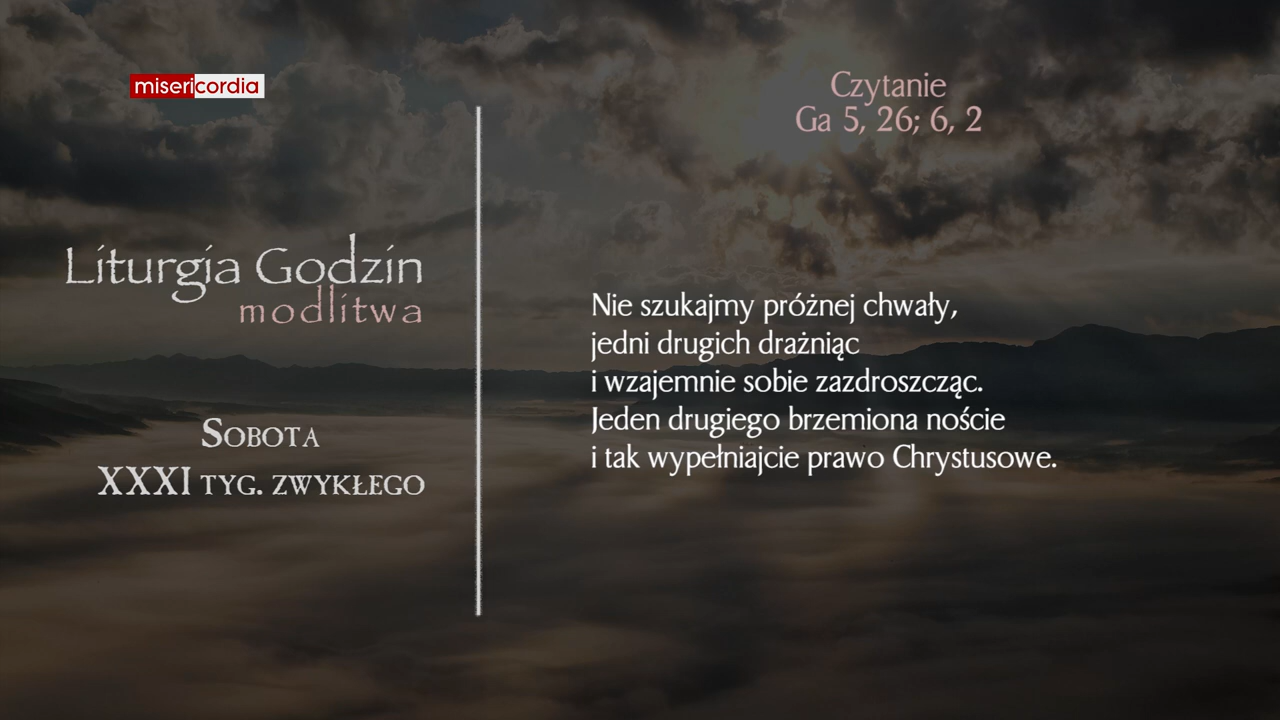 misericordia
Liturgia Godzin
modlitwa
Sobota
XXXI tyg. zwykłego
Czytanie
Ga 5, 26; 6, 2
Nie szukajmy próżnej chwały,
jedni drugich drażniąc
i wzajemnie sobie zazdroszcząc.
Jeden drugiego brzemiona noście
i tak wypełniajcie prawo Chrystusowe.